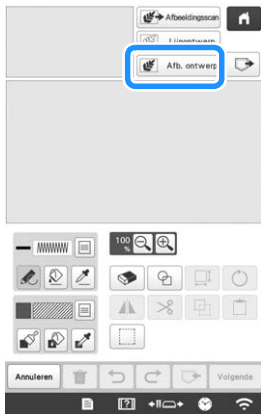 Afbeeldingsscan
Lijnontwerp
Afb. ontwerp
100
%
Annuleren
Volgende